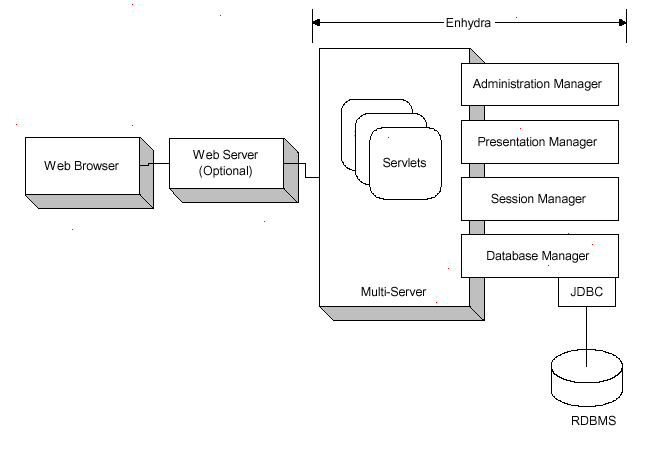 Enhydra
Administration Manager
Presentation Manager
Session Manager
Database Manager
JDBC
RDBMS
Servlets
Multi-Server
Web Server
(Optional)
Web Browser